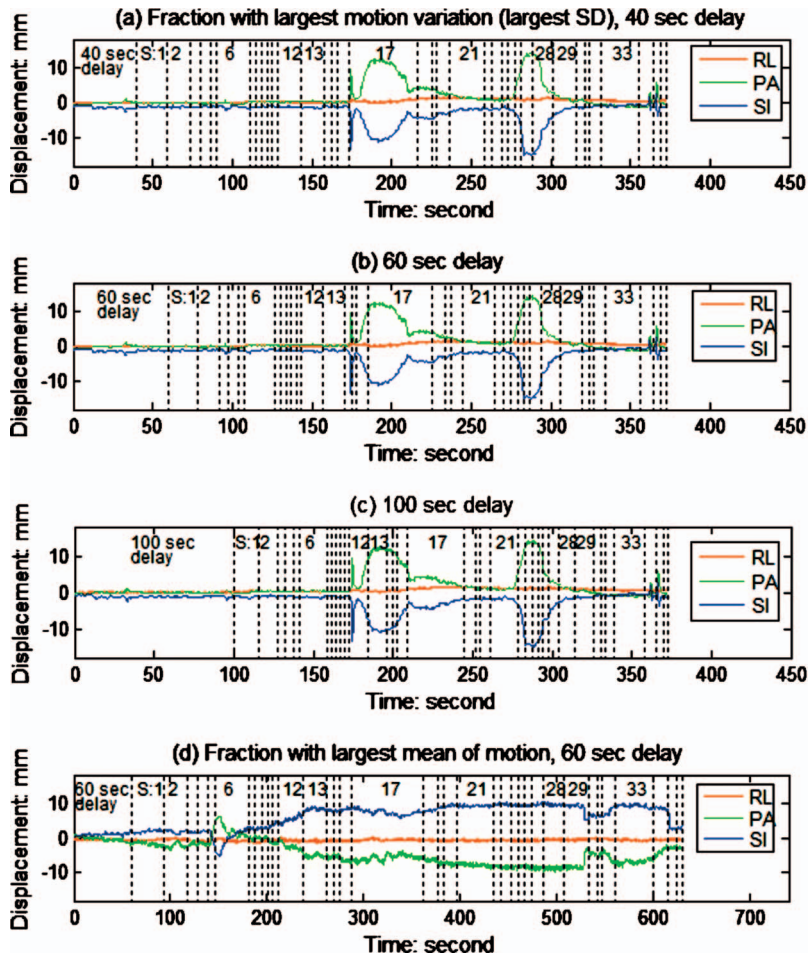 (a) Fraction with largest motion variation (largest SD), 40 sec delay
Displacement: mm
10
0
-10
40 sec S:1 2 6 12 13 17 21 28 29 33
delay
RL
PA
SI
0 50 100 150 200 250 300 350 400 450
Time: second
(b) 60 sec delay
Displacement: mm
10
0
-10
60 sec S:1 2 6 12 13 17 21 28 29 33
delay
RL
PA
SI
0 50 100 150 200 250 300 350 400 450
Time: second
(c) 100 sec delay
Displacement: mm
10
0
-10
100 sec S:1 2 6 12 13 17 21 28 29 33
delay
RL
PA
SI
0 50 100 150 200 250 300 350 400 450
Time: second
(d) Fraction with largest mean of motion, 60 sec delay
Displacement: mm
10
0
-10
60 sec S:1 2 6 12 13 17 21 28 29 33
delay
RL
PA
SI
0 100 200 300 400 500 600 700
Time: second